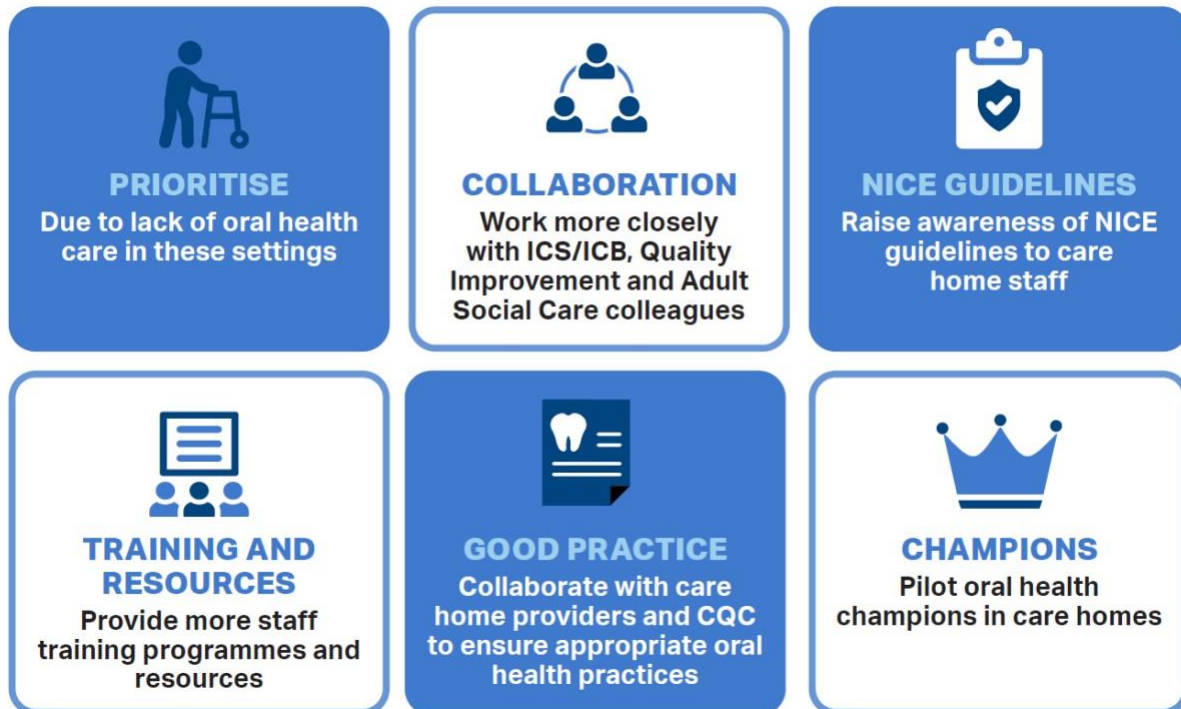 PRIORITISE
Due to lack of oral health
care in these settings
COLLABORATION
Work more closely
with ICS/ICB, Quality
Improvement and Adult
Social Care colleagues
NICE GUIDELINES
Raise awareness of NICE
guidelines to care
home staff
TRAINING AND
RESOURCES
Provide more staff
training programmes and
resources
GOOD PRACTICE
Collaborate with care
home providers and CQC
to ensure appropriate oral
health practices
CHAMPIONS
Pilot oral health
champions in care homes